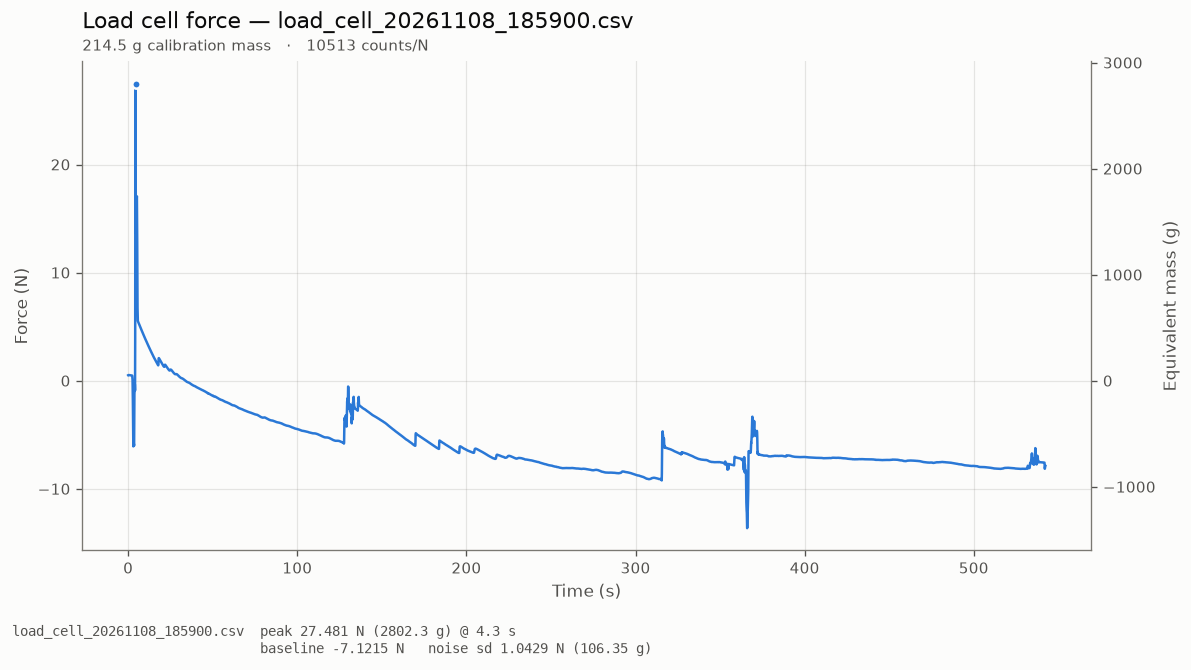 Load cell force — load_cell_20261108_185900.csv
214.5 g calibration mass · 10513 counts/N
3000
20
2000
Force (N)
10
1000
Equivalent mass (g)
0
0
−10
−1000
0 100 200 300 400 500
Time (s)
load_cell_20261108_185900.csv peak 27.481 N (2802.3 g) @ 4.3 s
baseline -7.1215 N noise sd 1.0429 N (106.35 g)